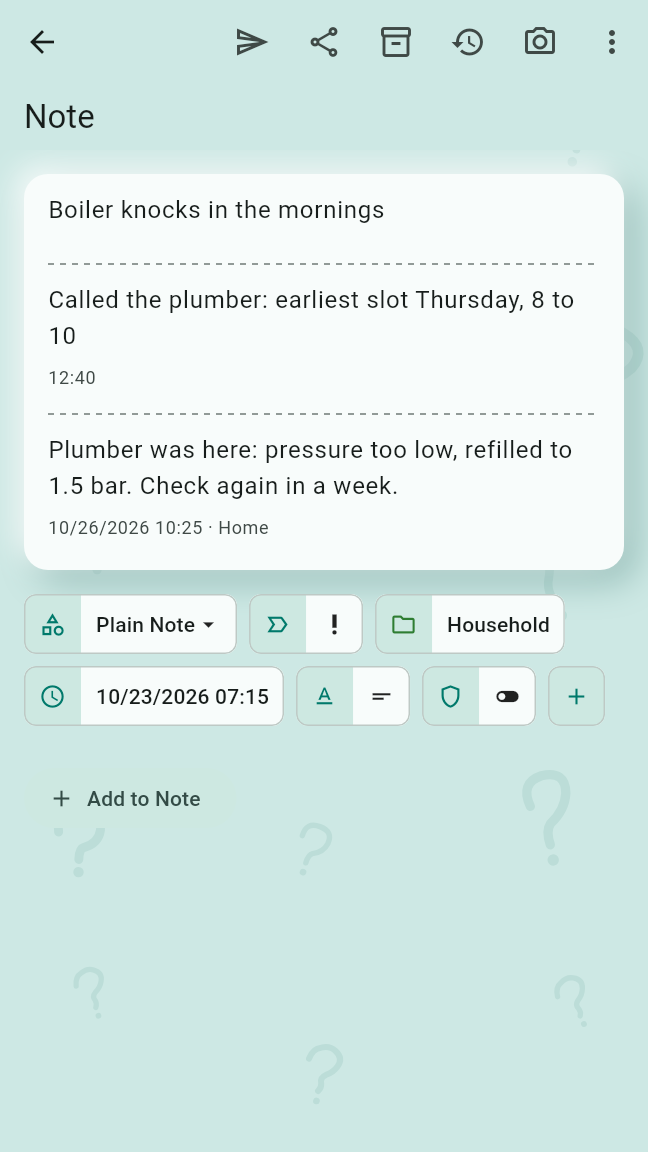 Note
Boiler knocks in the mornings
Called the plumber: earliest slot Thursday, 8 to
10
12:40
Plumber was here: pressure too low, refilled to
1.5 bar. Check again in a week.
10/26/2026 10:25 · Home
Plain Note
Household
10/23/2026 07:15
Add to Note